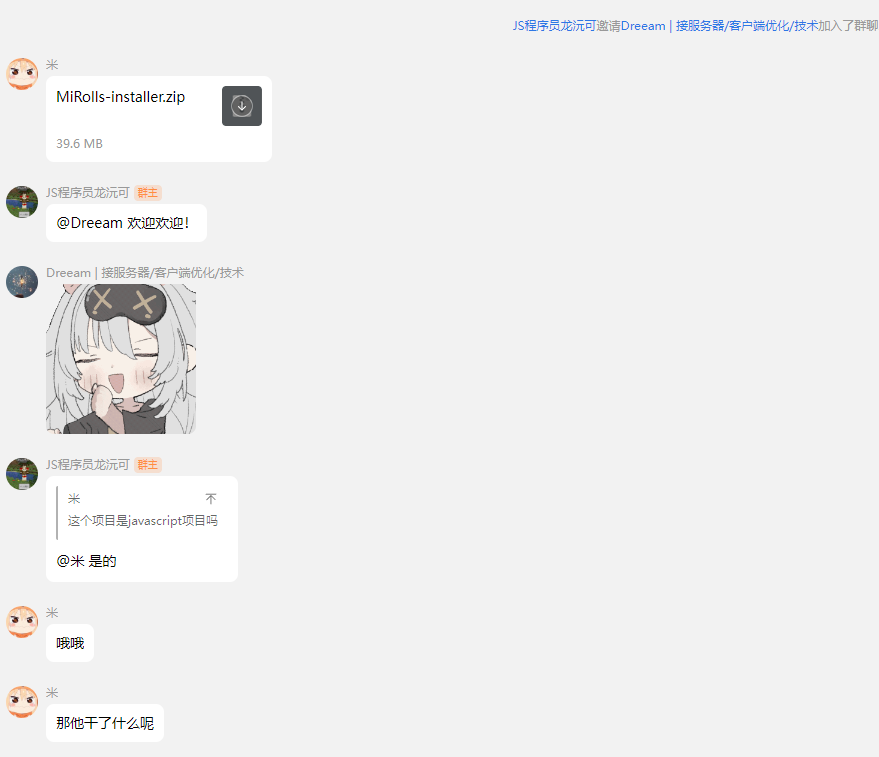 JS程序员龙沅可邀请Dreeam | 接服务器/客户端优化/技术加入了群聊
米
MiRolls-installer.zip
39.6 MB
JS程序员龙沅可 群主
@Dreeam 欢迎欢迎！
Dreeam | 接服务器/客户端优化/技术
JS程序员龙沅可 群主
米
这个项目是javascript项目吗
@米 是的
米
哦哦
米
那他干了什么呢